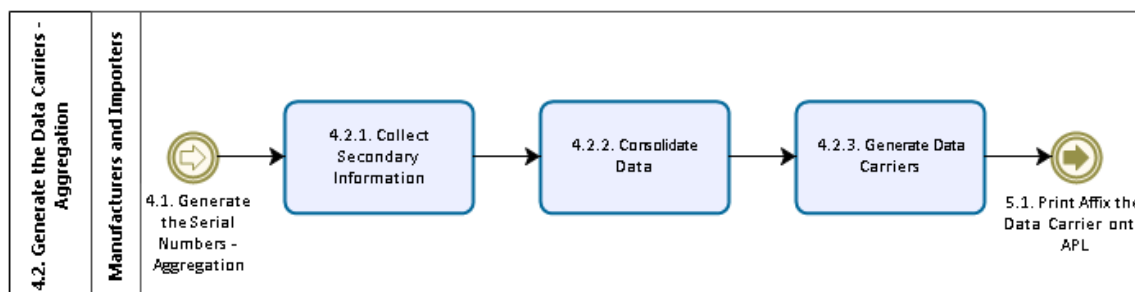 4.2. Generate the Data Carriers -
Aggregation
Manufacturers and Importers
4.1. Generate
the Serial
Numbers -
Aggregation
4.2.1. Collect
Secondary
Information
4.2.2. Consolidate
Data
4.2.3. Generate Data
Carriers
5.1. Print Affix the
Data Carrier ont
APL